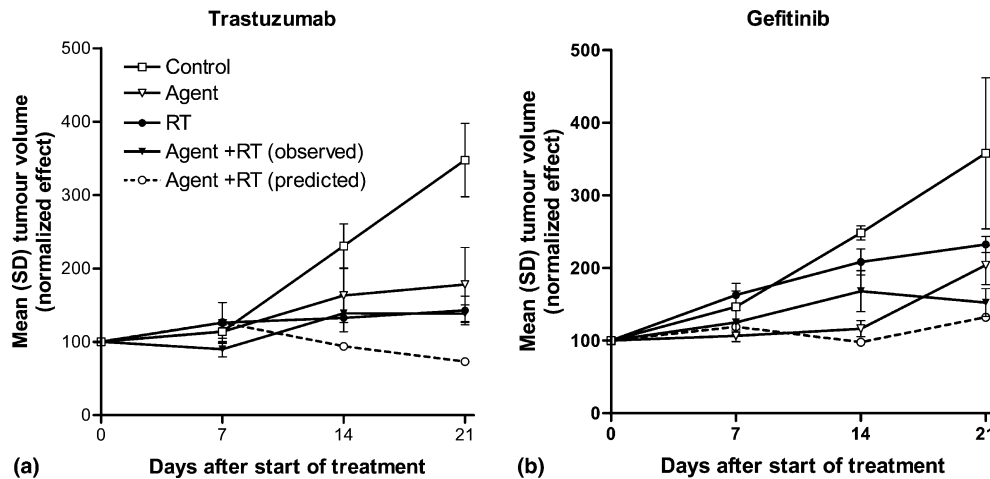 Trastuzumab
Mean (SD) tumour volume
(normalized effect)
500
400
300
200
100
0
Control
Agent
RT
Agent +RT (observed)
Agent +RT (predicted)
0 7 14 21
(a) Days after start of treatment
Gefitinib
Mean (SD) tumour volume
(normalized effect)
500
400
300
200
100
0
0 7 14 21
(b) Days after start of treatment